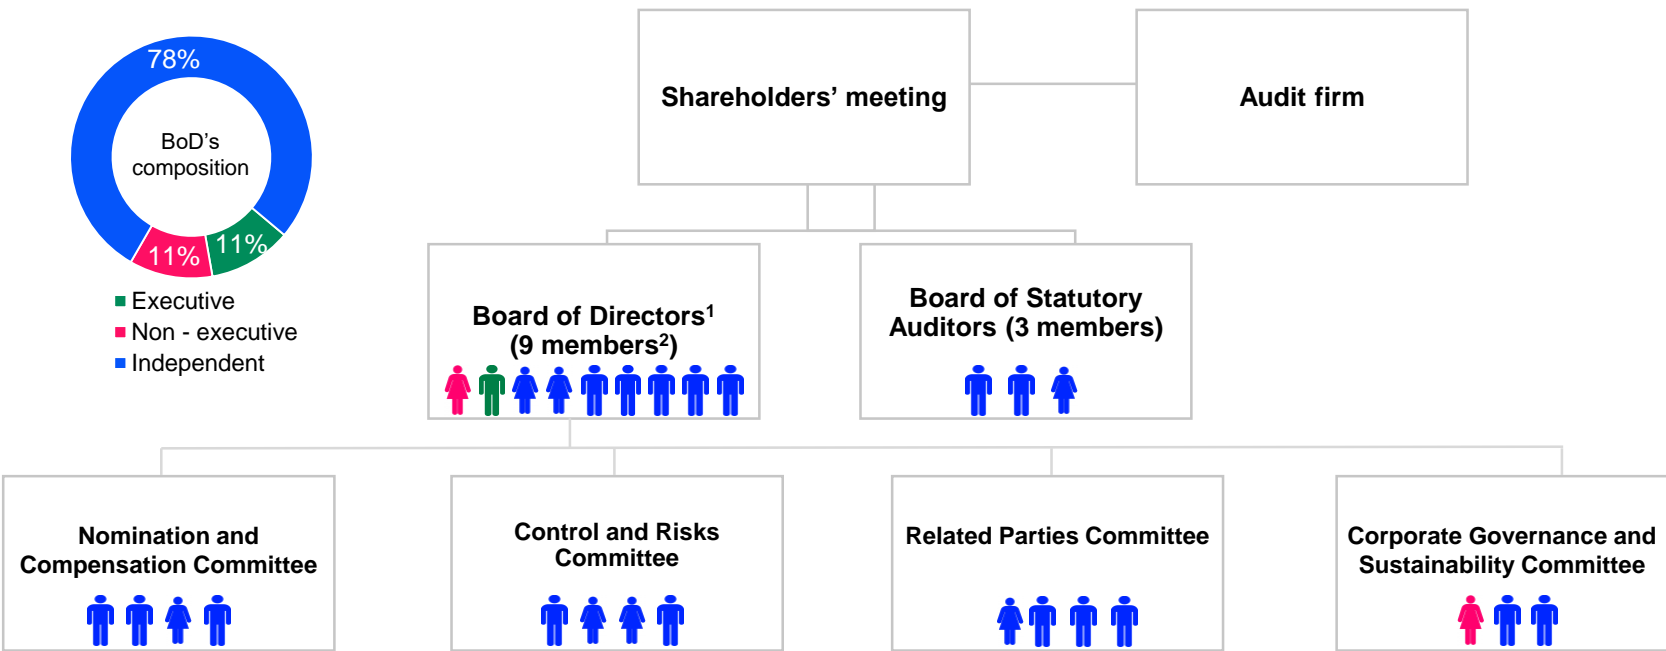 78%
BoD's
composition
11%
11%
Executive
Non - executive
Independent
Shareholders' meeting
Audit firm
Board of Directors¹
(9 members²)
Board of Statutory
Auditors (3 members)
Nomination and
Compensation Committee
Control and Risks
Committee
Related Parties Committee
Corporate Governance and
Sustainability Committee